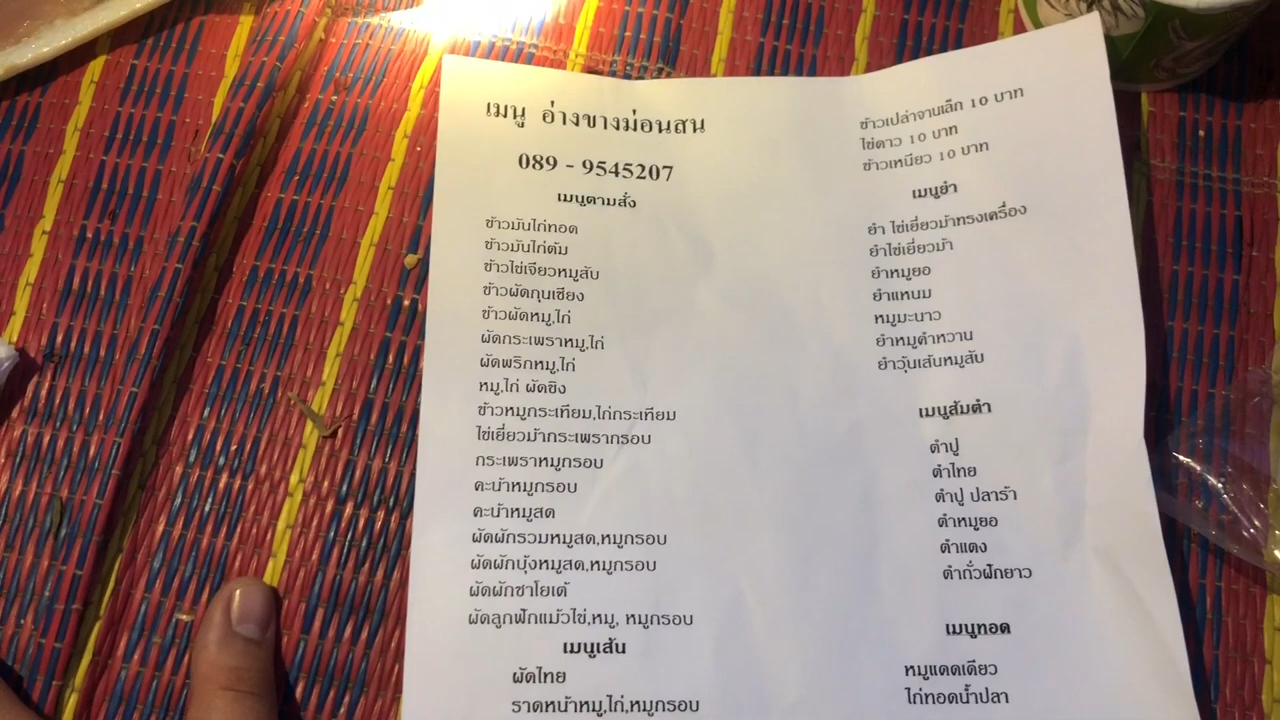 เมนู อ่างขางม่อนสน
089 - 9545207
เมนูตามสั่ง
ข้าวมันไก่ทอด
ข้าวมันไก่ต้ม
ข้าวไข่เจียวหมูสับ
ข้าวผัดกุนเชียง
ข้าวผัดหมู,ไก่
ผัดกระเพราหมู,ไก่
ผัดพริกหมู,ไก่
หมู,ไก่ ผัดขิง
ข้าวหมูกระเทียม,ไก่กระเทียม
ไข่เยี่ยวม้ากระเพรากรอบ
กระเพราหมูกรอบ
คะน้าหมูกรอบ
คะน้าหมูสด
ผัดผักรวมหมูสด,หมูกรอบ
ผัดผักบุ้งหมูสด,หมูกรอบ
ผัดผักซาโยเต้
ผัดลูกฟักแม้วไข่,หมู, หมูกรอบ
เมนูเส้น
ผัดไทย
ราดหน้าหมู,ไก่,หมูกรอบ
ข้าวเปล่าจานเล็ก 10 บาท
ไข่ดาว 10 บาท
ข้าวเหนียว 10 บาท
เมนูยำ
ยำ ไข่เยี่ยวม้าทรงเครื่อง
ยำไข่เยี่ยวม้า
ยำหมูยอ
ยำแหนม
หมูมะนาว
ยำหมูคำหวาน
ยำวุ้นเส้นหมูสับ
เมนูส้มตำ
ตำปู
ตำไทย
ตำปู ปลาร้า
ตำหมูยอ
ตำแตง
ตำถั่วฝักยาว
เมนูทอด
หมูแดดเดียว
ไก่ทอดน้ำปลา